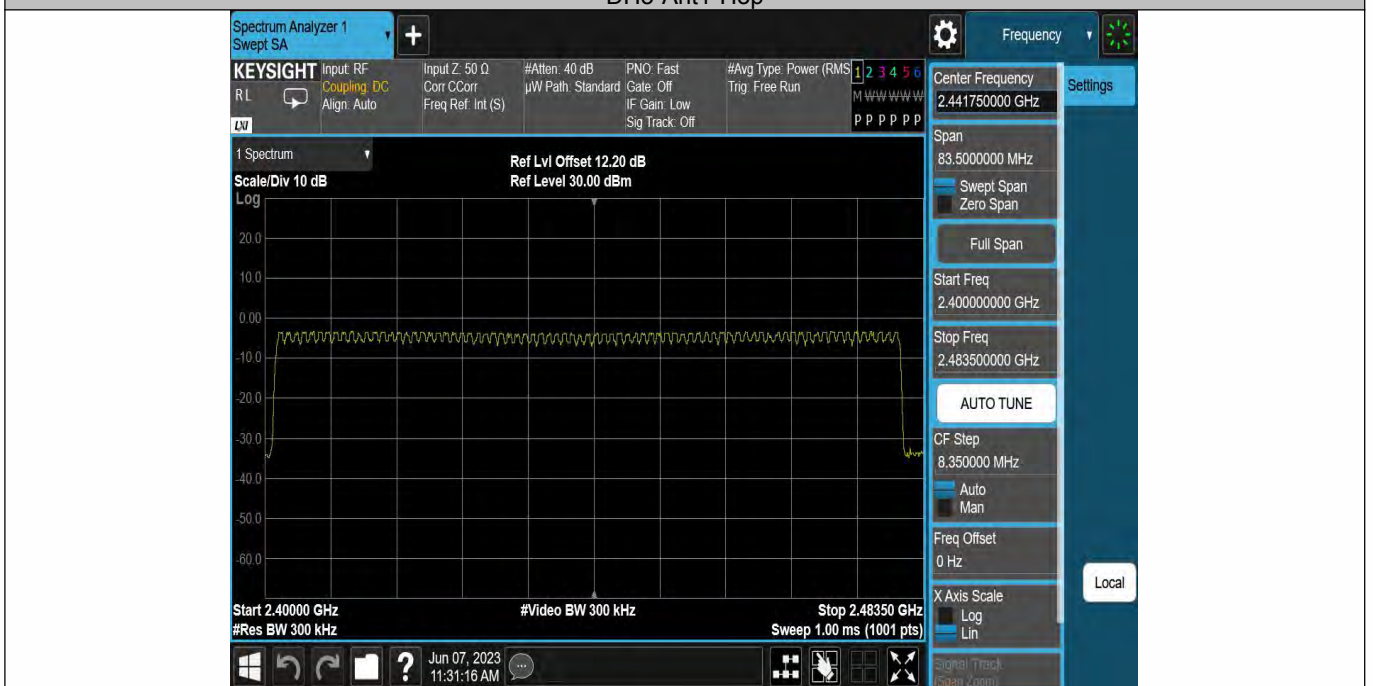 Spectrum Analyzer 1
Swept SA
Frequency
KEYSIGHT
RL
LXI
Input: RF
Coupling: DC
Align: Auto
Input Z: 50 Ω
Corr CCorr
Freq Ref: Int (S)
#Atten: 40 dB
µW Path: Standard
PNO: Fast
Gate: Off
IF Gain: Low
Sig Track: Off
#Avg Type: Power (RMS
Trig: Free Run
1 2 3 4 5 6
M W W W W W
P P P P P P
Center Frequency
2.441750000 GHz
Settings
Span
83.5000000 MHz
Swept Span
Zero Span
Full Span
Start Freq
2.400000000 GHz
Stop Freq
2.483500000 GHz
AUTO TUNE
CF Step
8.350000 MHz
Auto
Man
Freq Offset
0 Hz
X Axis Scale
Log
Lin
Signal Track
(Span Zoom)
Local
1 Spectrum
Scale/Div 10 dB
Log
Ref Lvl Offset 12.20 dB
Ref Level 30.00 dBm
20.0
10.0
0.00
-10.0
-20.0
-30.0
-40.0
-50.0
-60.0
Start 2.40000 GHz
#Res BW 300 kHz
#Video BW 300 kHz
Stop 2.48350 GHz
Sweep 1.00 ms (1001 pts)
?
Jun 07, 2023
11:31:16 AM